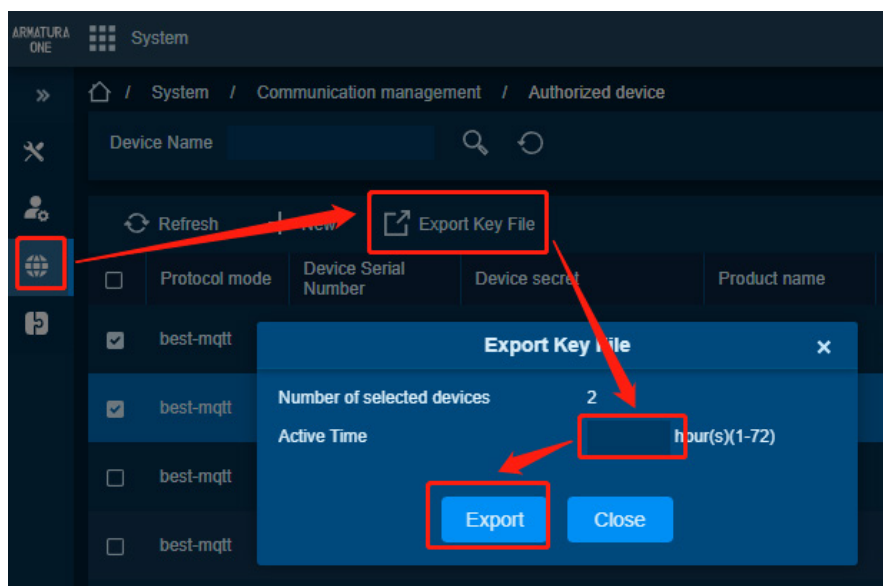 ARMATURA
ONE
System
/ System / Communication management / Authorized device
Device Name
Refresh New Export Key File
Protocol mode
Device Serial
Number
Device secret
Product name
best-mqtt
Export Key File
Number of selected devices 2
best-mqtt
Active Time hour(s)(1-72)
best-mqtt
Export Close
best-mqtt